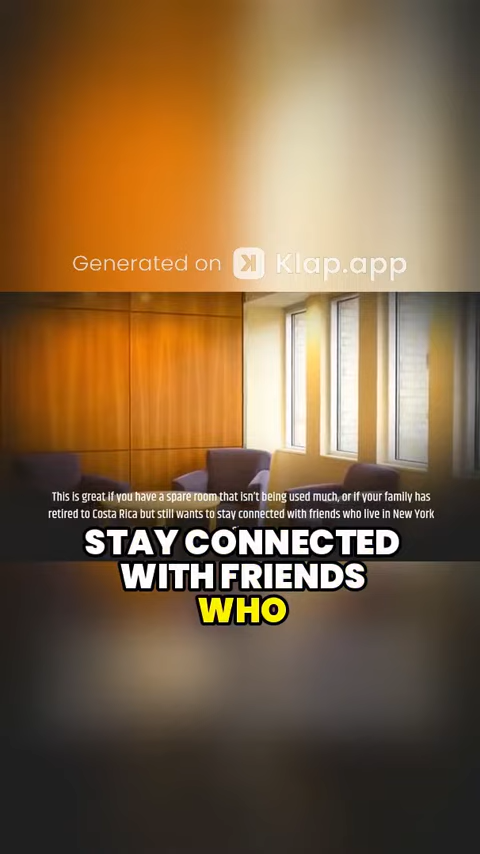 Generated on Klap.app
This is great if you have a spare room that isn't being used much, or if your family has
retired to Costa Rica but still wants to stay connected with friends who live in New York
STAY CONNECTED
WITH FRIENDS
WHO